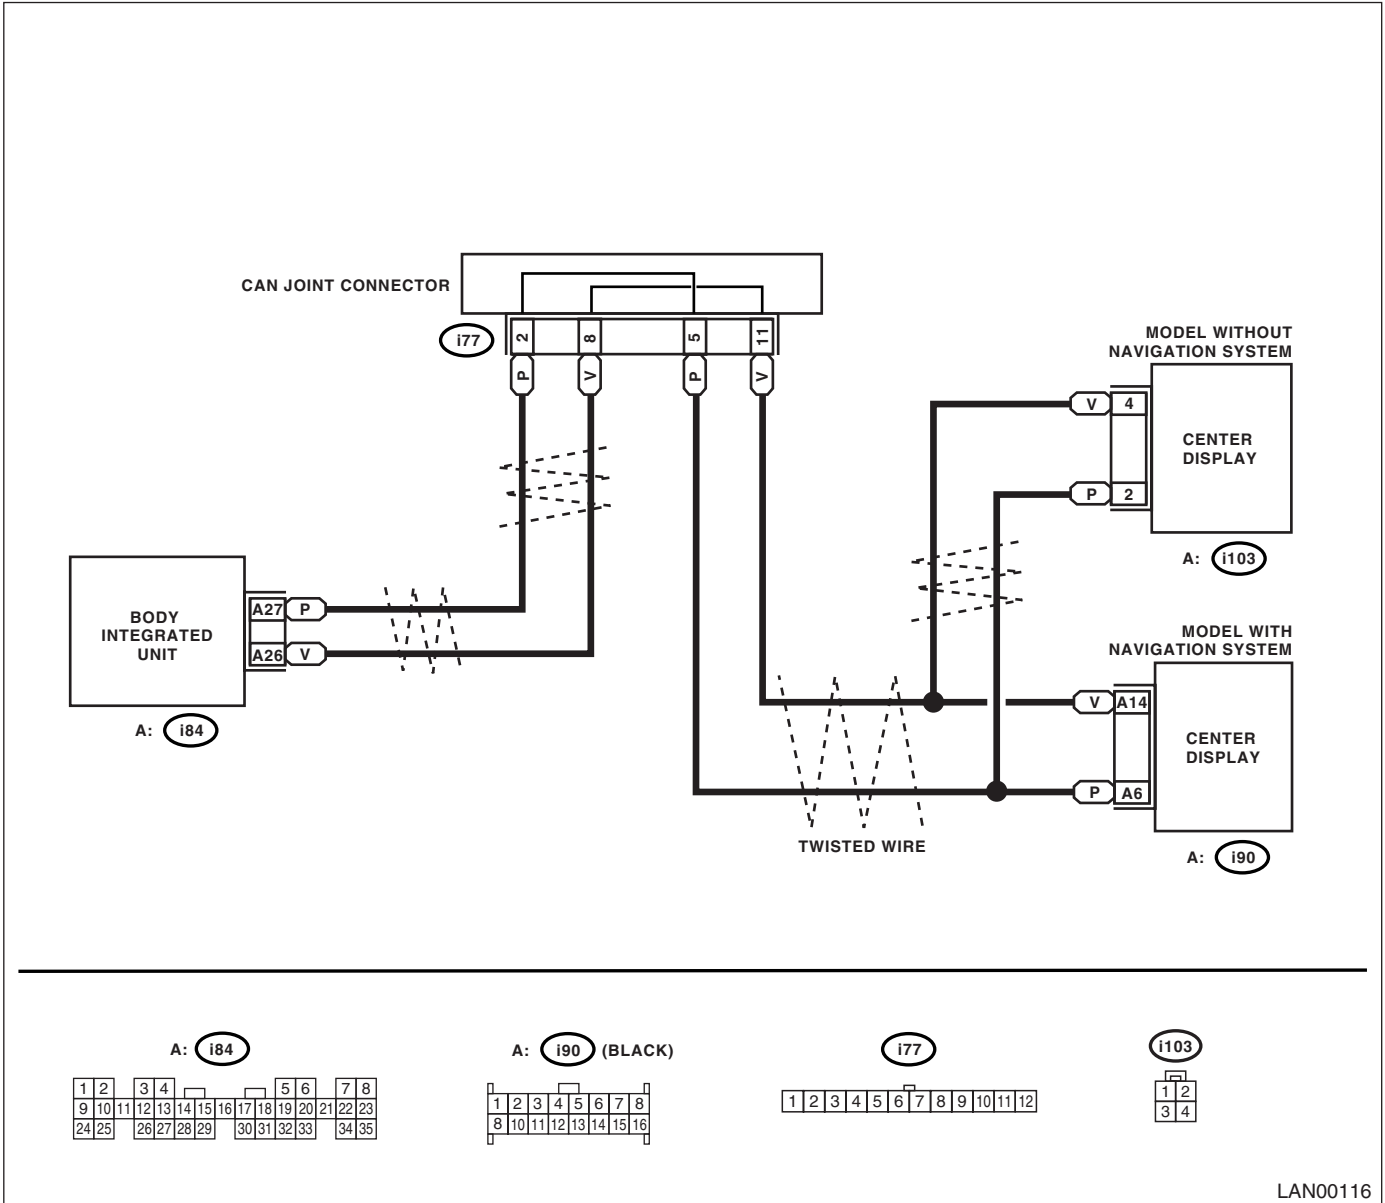 CAN JOINT CONNECTOR
i77
2 8 5 11
P V P V
MODEL WITHOUT
NAVIGATION SYSTEM
V 4
P 2
CENTER
DISPLAY
A: i103
BODY
INTEGRATED
UNIT
A27 P
A26 V
A: i84
MODEL WITH
NAVIGATION SYSTEM
V A14
P A6
CENTER
DISPLAY
A: i90
TWISTED WIRE
A: i84
1 2 3 4 5 6 7 8
9 10 11 12 13 14 15 16 17 18 19 20 21 22 23
24 25 26 27 28 29 30 31 32 33 34 35
A: i90 (BLACK)
1 2 3 4 5 6 7 8
8 10 11 12 13 14 15 16
i77
1 2 3 4 5 6 7 8 9 10 11 12
i103
1 2
3 4
LAN00116